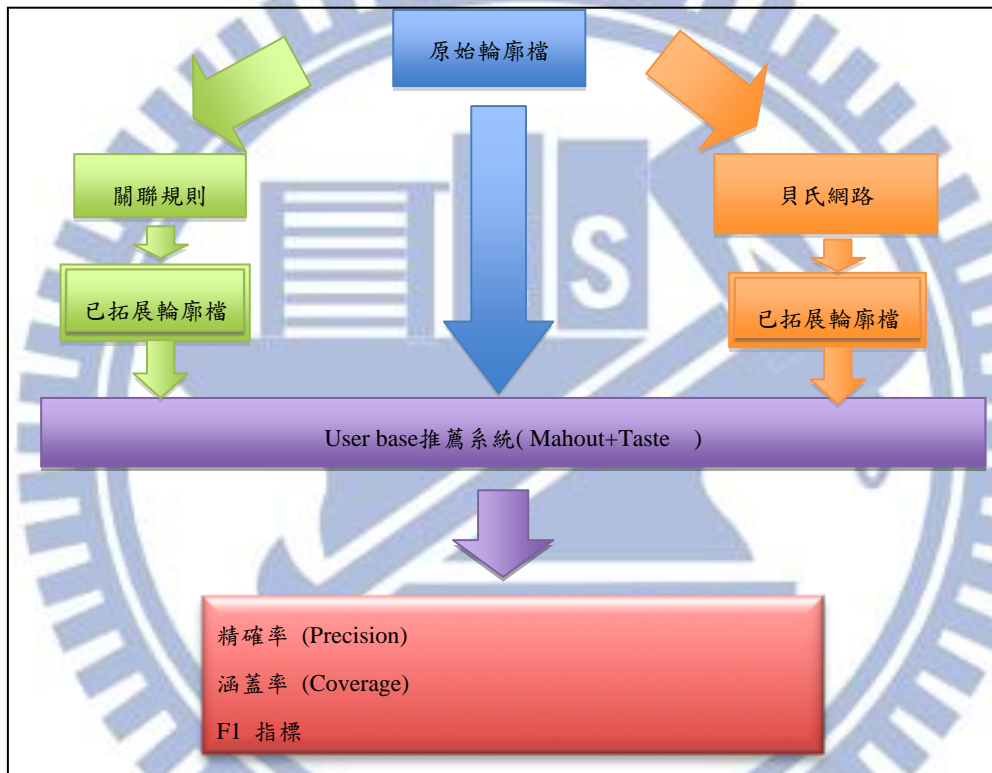 原始輪廓檔
關聯規則
貝氏網路
已拓展輪廓檔
已拓展輪廓檔
User base推薦系統( Mahout+Taste )
精確率 (Precision)
涵蓋率 (Coverage)
F1 指標
S